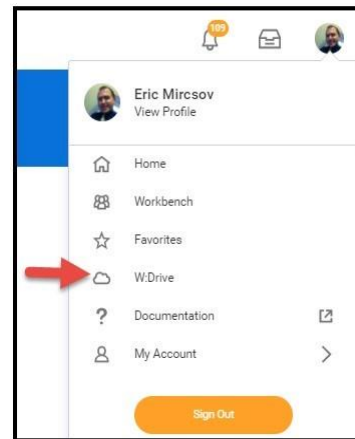 109
Eric Mircsov
View Profile
Home
Workbench
Favorites
W:Drive
Documentation
My Account
Sign Out